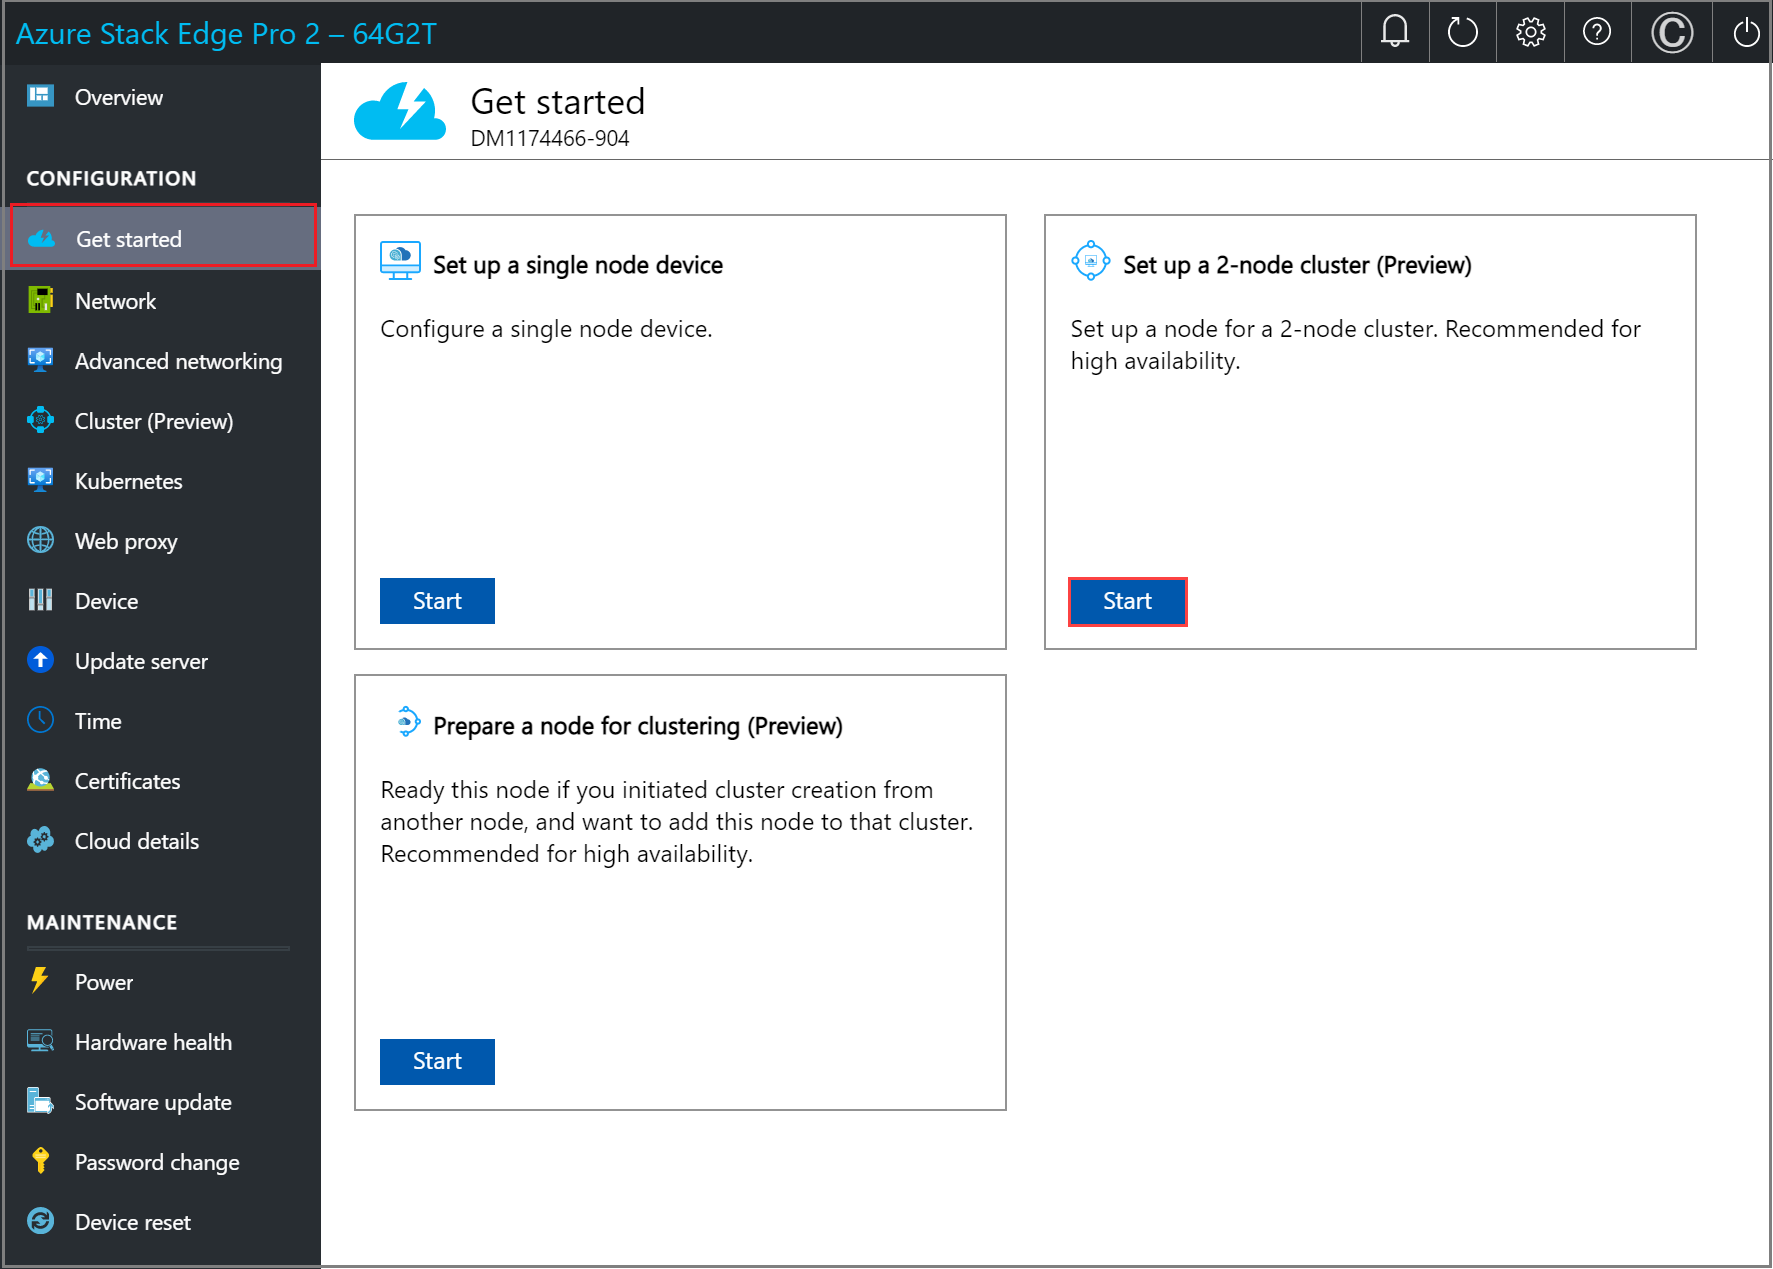 Azure Stack Edge Pro 2 – 64G2T
Overview
CONFIGURATION
Get started
Network
Advanced networking
Cluster (Preview)
Kubernetes
Web proxy
Device
Update server
Time
Certificates
Cloud details
MAINTENANCE
Power
Hardware health
Software update
Password change
Device reset
Get started
DM1174466-904
Set up a single node device
Configure a single node device.
Start
Set up a 2-node cluster (Preview)
Set up a node for a 2-node cluster. Recommended for
high availability.
Start
Prepare a node for clustering (Preview)
Ready this node if you initiated cluster creation from
another node, and want to add this node to that cluster.
Recommended for high availability.
Start